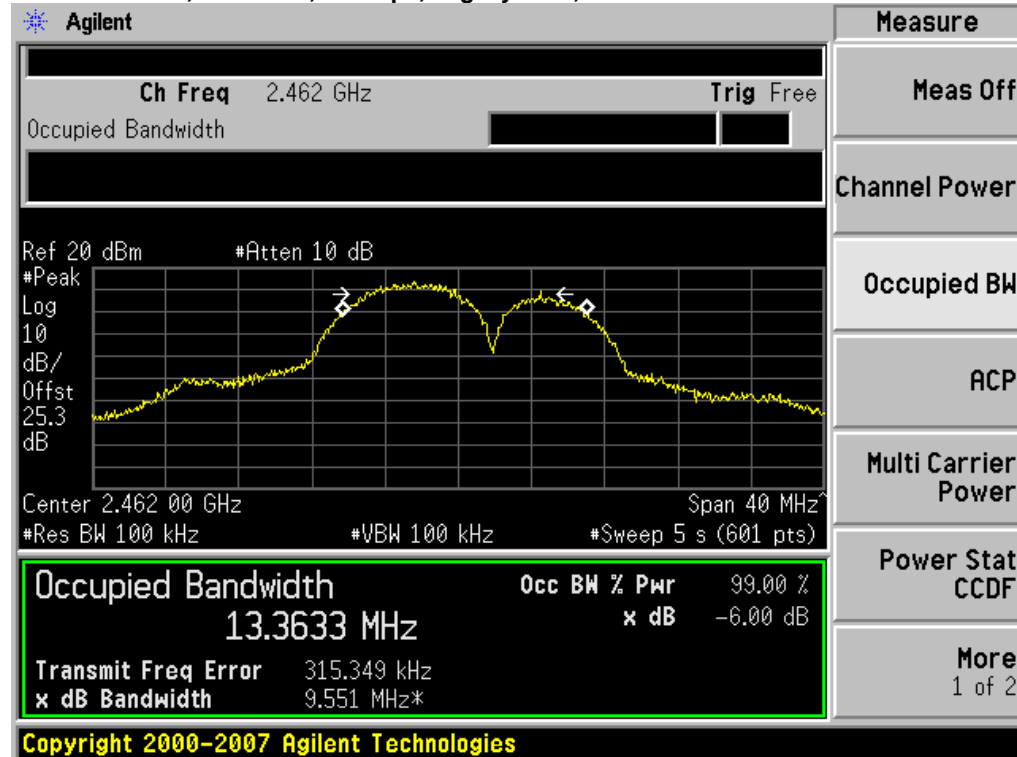 Agilent
Measure
Ch Freq 2.462 GHz
Trig Free
Occupied Bandwidth
Ref 20 dBm
#Atten 10 dB
#Peak
Log
10
dB/
Offst
25.3
dB
Center 2.462 00 GHz
Span 40 MHz^
#Res BW 100 kHz
#VBW 100 kHz
#Sweep 5 s (601 pts)
Occupied Bandwidth
13.3633 MHz
Occ BW % Pwr 99.00 %
x dB -6.00 dB
Transmit Freq Error 315.349 kHz
x dB Bandwidth 9.551 MHz*
Copyright 2000-2007 Agilent Technologies
Meas Off
Channel Power
Occupied BW
ACP
Multi Carrier
Power
Power Stat
CCDF
More
1 of 2